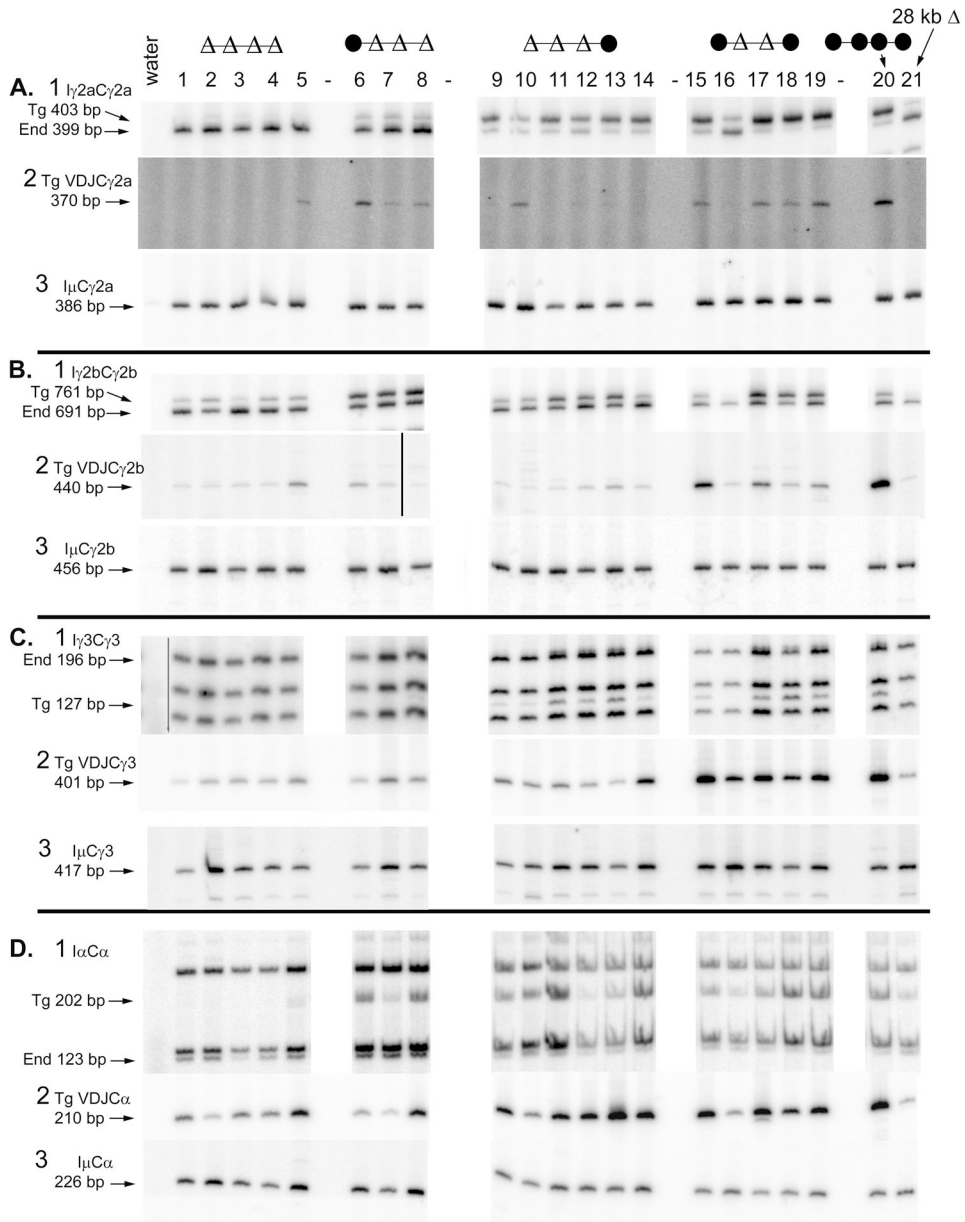 28 kb Δ
water
Δ Δ Δ Δ
Δ Δ Δ
Δ Δ Δ
Δ Δ
1 2 3 4 5 - 6 7 8 - 9 10 11 12 13 14 - 15 16 17 18 19 - 20 21
A. 1 Iγ2aCγ2a
Tg 403 bp
End 399 bp
2 Tg VDJCγ2a
370 bp
3 IμCγ2a
386 bp
B. 1 Iγ2bCγ2b
Tg 761 bp
End 691 bp
2 Tg VDJCγ2b
440 bp
3 IμCγ2b
456 bp
C. 1 Iγ3Cγ3
End 196 bp
Tg 127 bp
2 Tg VDJCγ3
401 bp
3 IμCγ3
417 bp
D. 1 IαCα
Tg 202 bp
End 123 bp
2 Tg VDJCα
210 bp
3 IμCα
226 bp